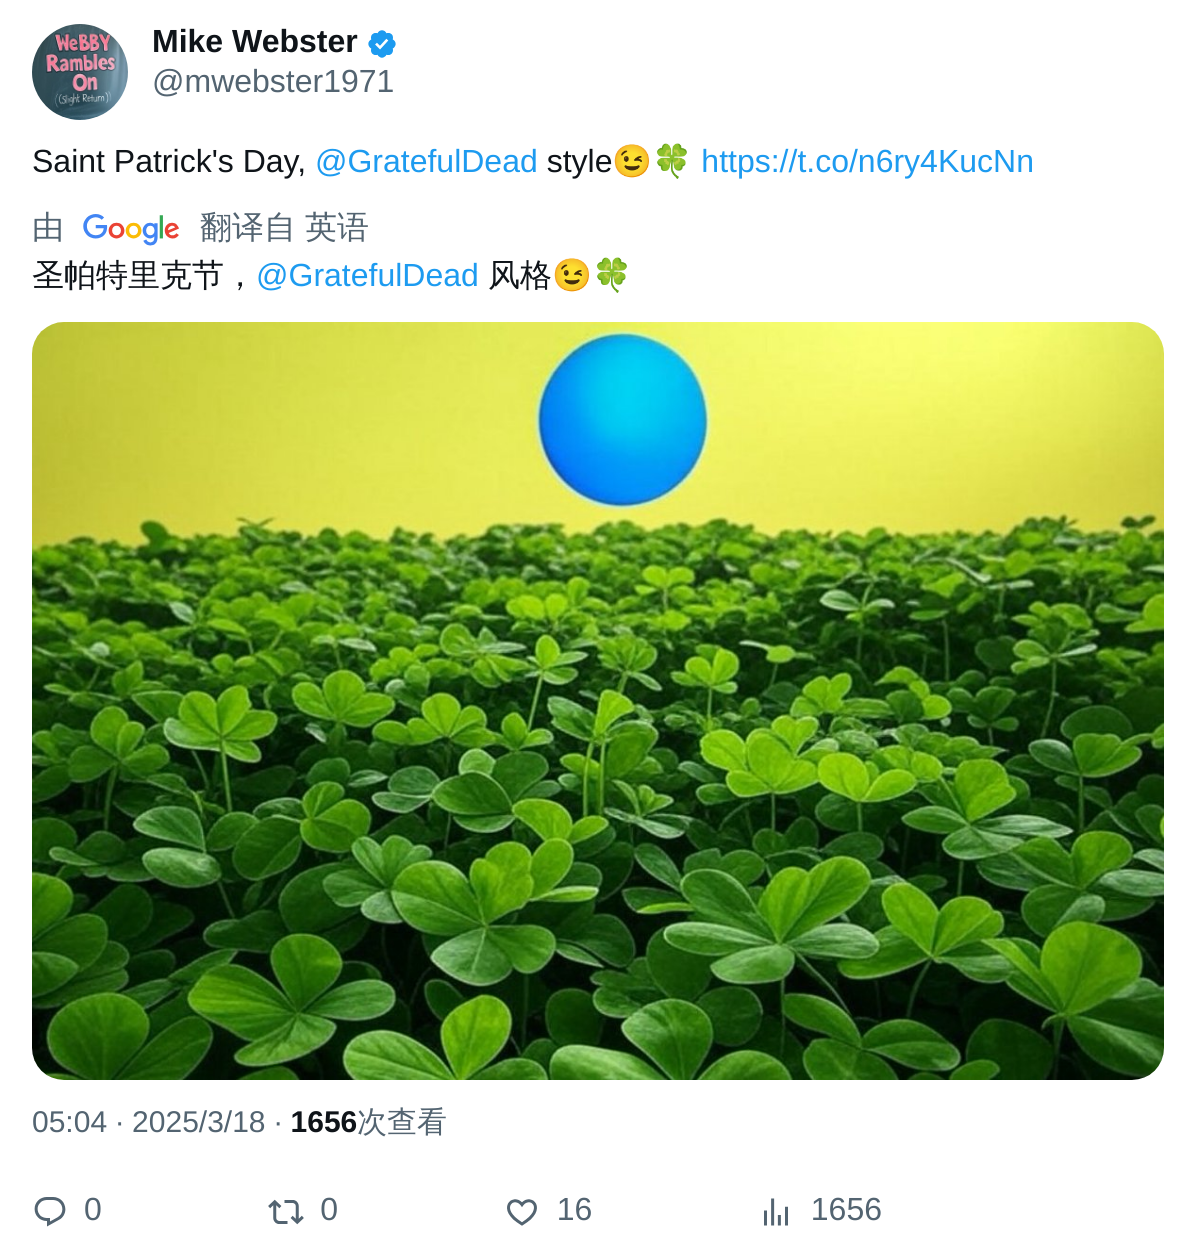 WeBBY
Rambles
On
((Slight Return))
Mike Webster
@mwebster1971
Saint Patrick's Day, @GratefulDead style😉🍀 https://t.co/n6ry4KucNn
由 Google 翻译自 英语
圣帕特里克节，@GratefulDead 风格😉🍀
05:04 · 2025/3/18 · 1656次查看
0 0 16 1656